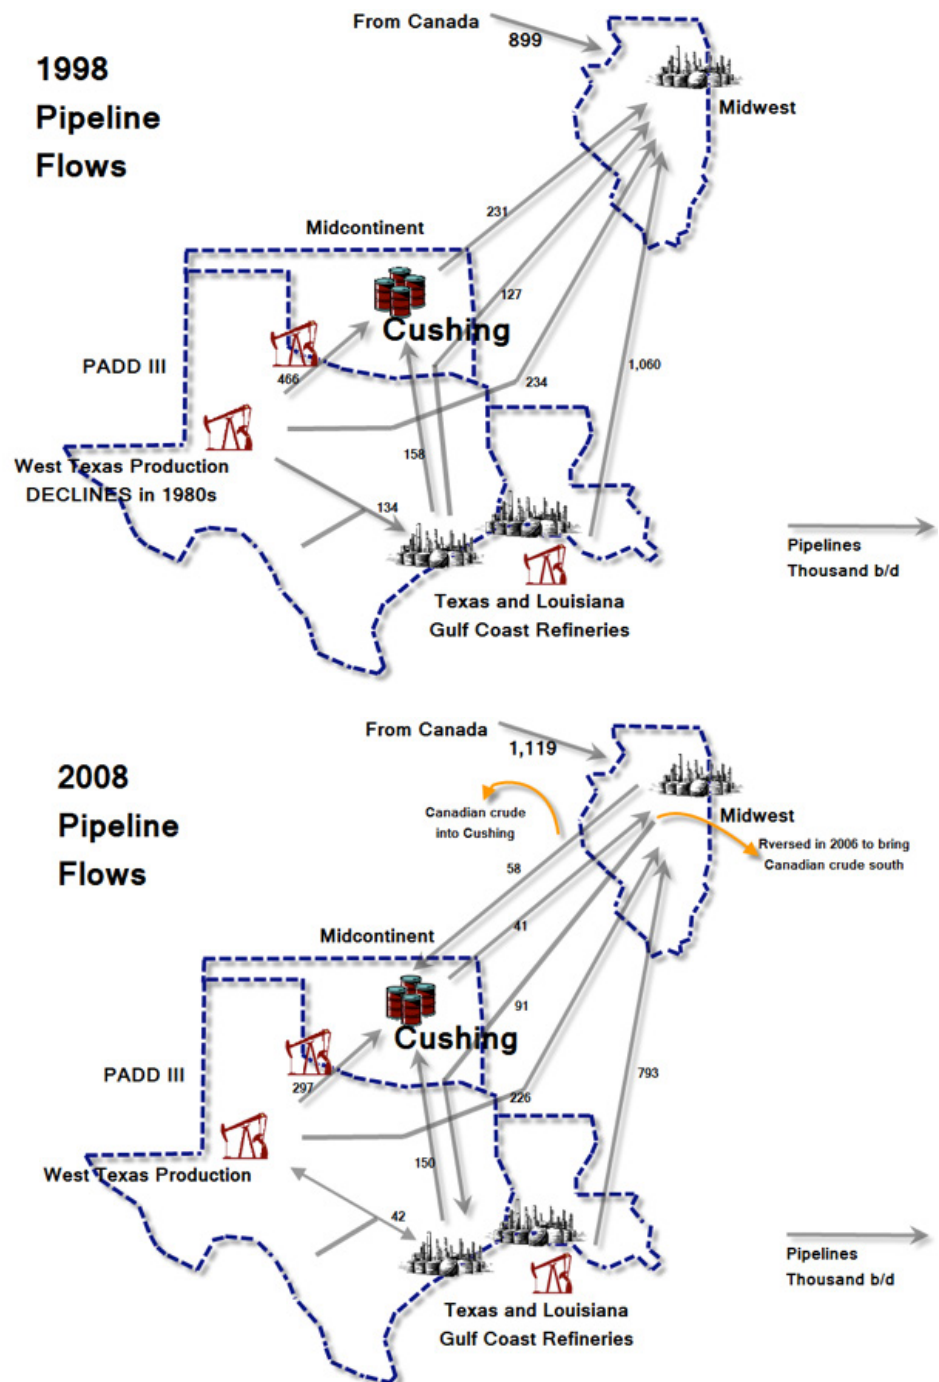 From Canada
899
1998
Pipeline
Flows
Midwest
231
Midcontinent
127
Cushing
PADD III
466
234
1,060
West Texas Production
DECLINES in 1980s
158
134
Pipelines
Thousand b/d
Texas and Louisiana
Gulf Coast Refineries
From Canada
1,119
2008
Pipeline
Flows
Canadian crude
into Cushing
Midwest
Rversed in 2006 to bring
Canadian crude south
58
41
Midcontinent
91
Cushing
PADD III
297
226
793
West Texas Production
150
42
Pipelines
Thousand b/d
Texas and Louisiana
Gulf Coast Refineries